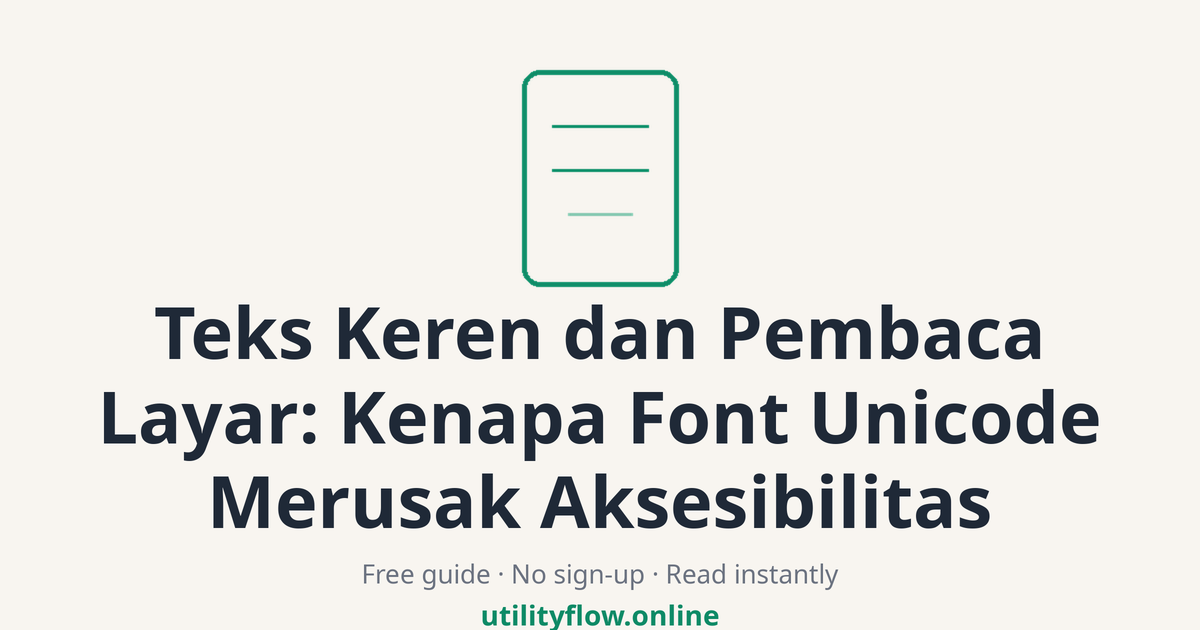 Teks Keren dan Pembaca
Layar: Kenapa Font Unicode
Merusak Aksesibilitas
Free guide · No sign-up · Read instantly
utilityflow.online